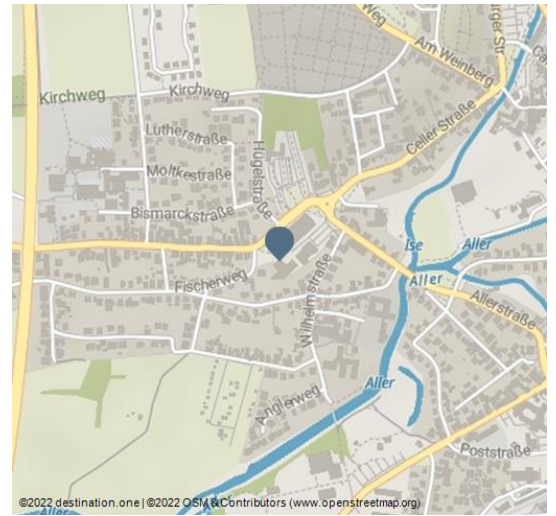 Weg
Am Weinberg
Kirchweg
Kirchweg
Celler Straße
Lutherstraße
Hügelstraße
Moltkestraße
Bismarckstraße
Ise
Aller
Fischerweg
Aller
Wilhelmstraße
Allerstraße
Aller
Anglerweg
Poststraße
©2022 destination.one | ©2022 OSM & Contributors (www.openstreetmap.org)
Aller